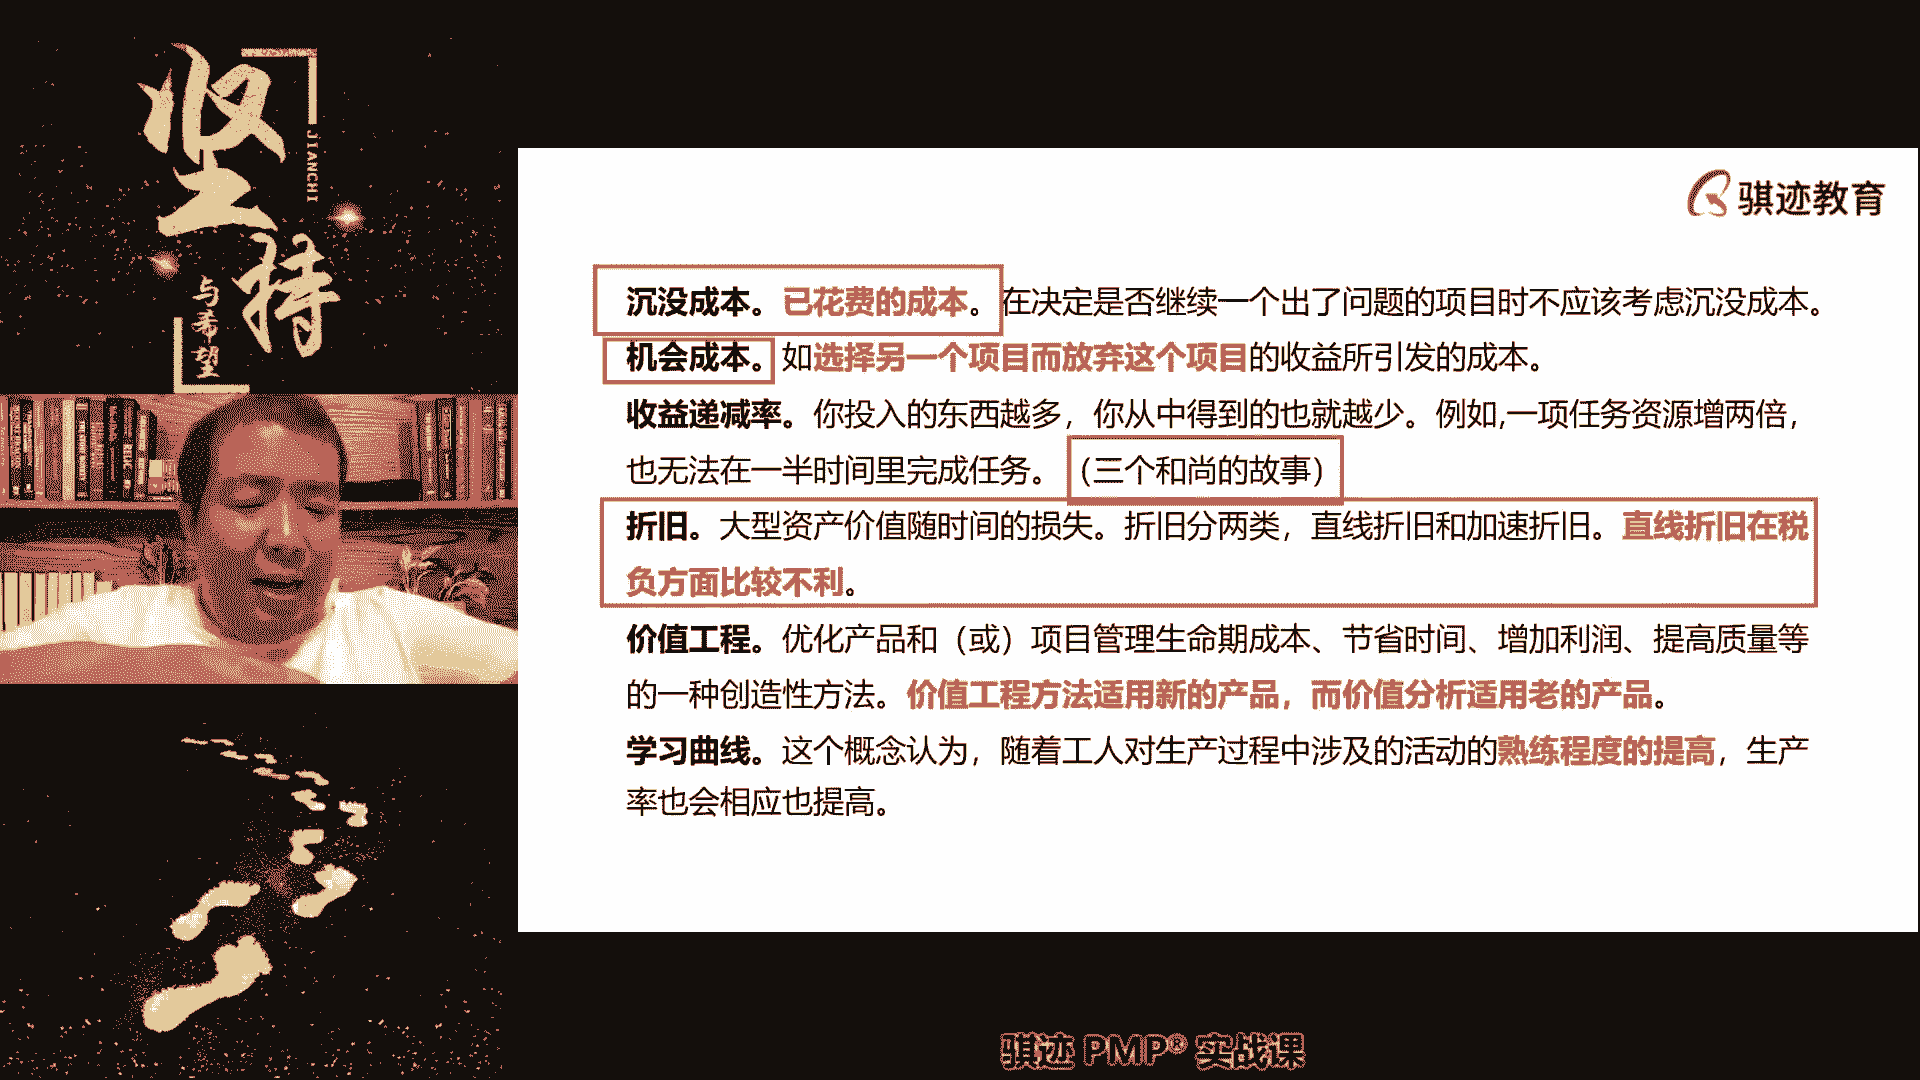 坚持
JIANCHI
与希望
骐迹教育
沉没成本。已花费的成本。在决定是否继续一个出了问题的项目时不应该考虑沉没成本。
机会成本。如选择另一个项目而放弃这个项目的收益所引发的成本。
收益递减率。你投入的东西越多，你从中得到的也就越少。例如,一项任务资源增两倍，
也无法在一半时间里完成任务。（三个和尚的故事）
折旧。大型资产价值随时间的损失。折旧分两类，直线折旧和加速折旧。直线折旧在税
负方面比较不利。
价值工程。优化产品和（或）项目管理生命期成本、节省时间、增加利润、提高质量等
的一种创造性方法。价值工程方法适用新的产品，而价值分析适用老的产品。
学习曲线。这个概念认为，随着工人对生产过程中涉及的活动的熟练程度的提高，生产
率也会相应也提高。
骐迹 PMP® 实战课